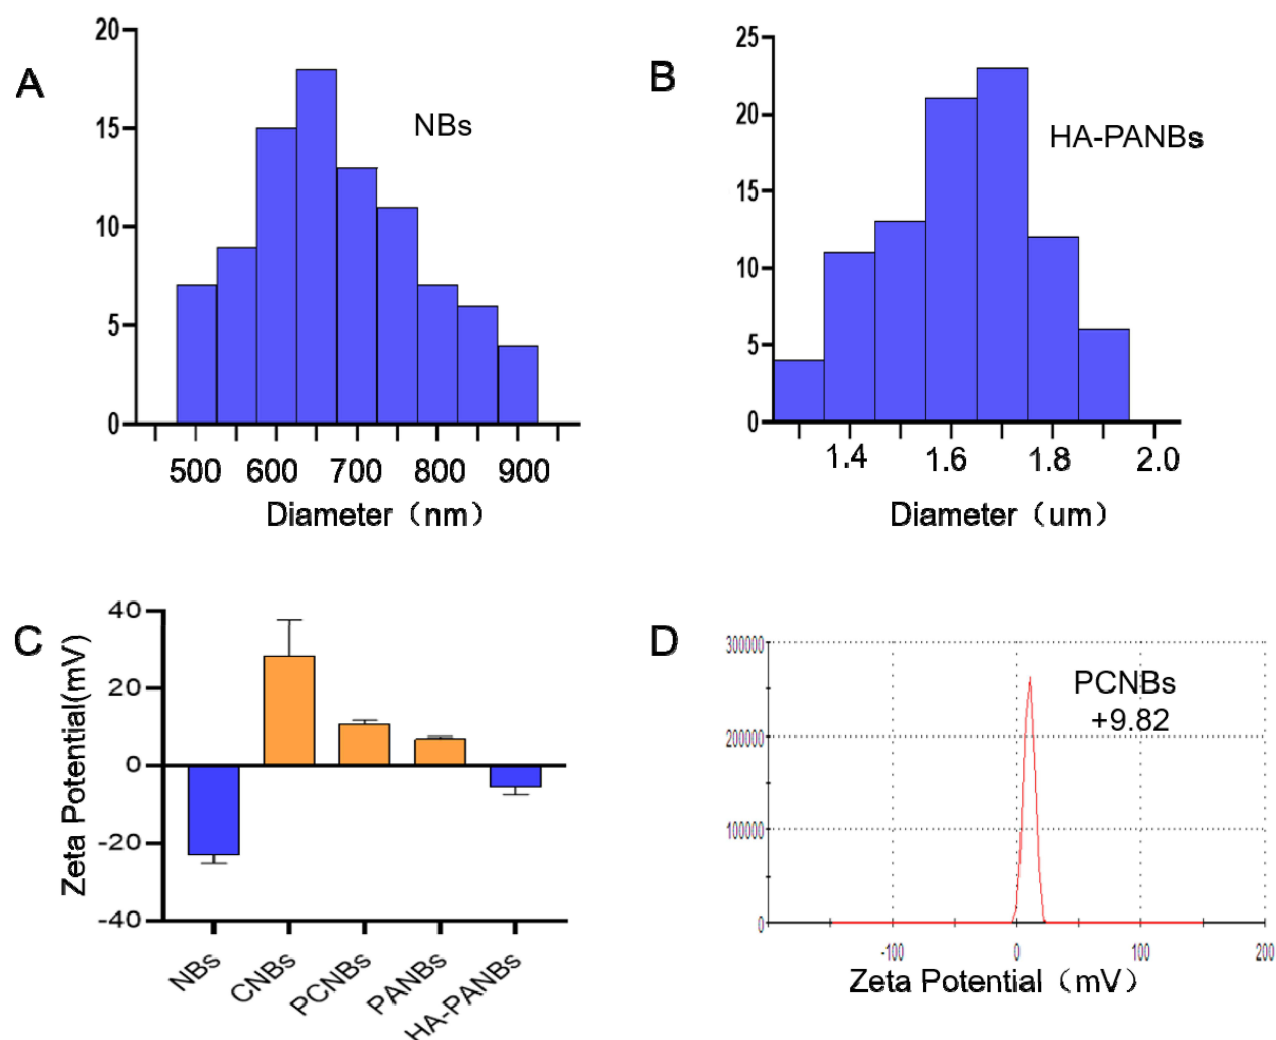 A
20
15
10
5
0
NBs
500 600 700 800 900
Diameter（nm）
B
25
20
15
10
5
0
HA-PANBs
1.4 1.6 1.8 2.0
Diameter（um）
C
Zeta Potential(mV)
40
20
0
-20
-40
NBs
CNBs
PCNBs
PANBs
HA-PANBs
D
300000
200000
100000
0
PCNBs
+9.82
-100 0 100 200
Zeta Potential（mV）